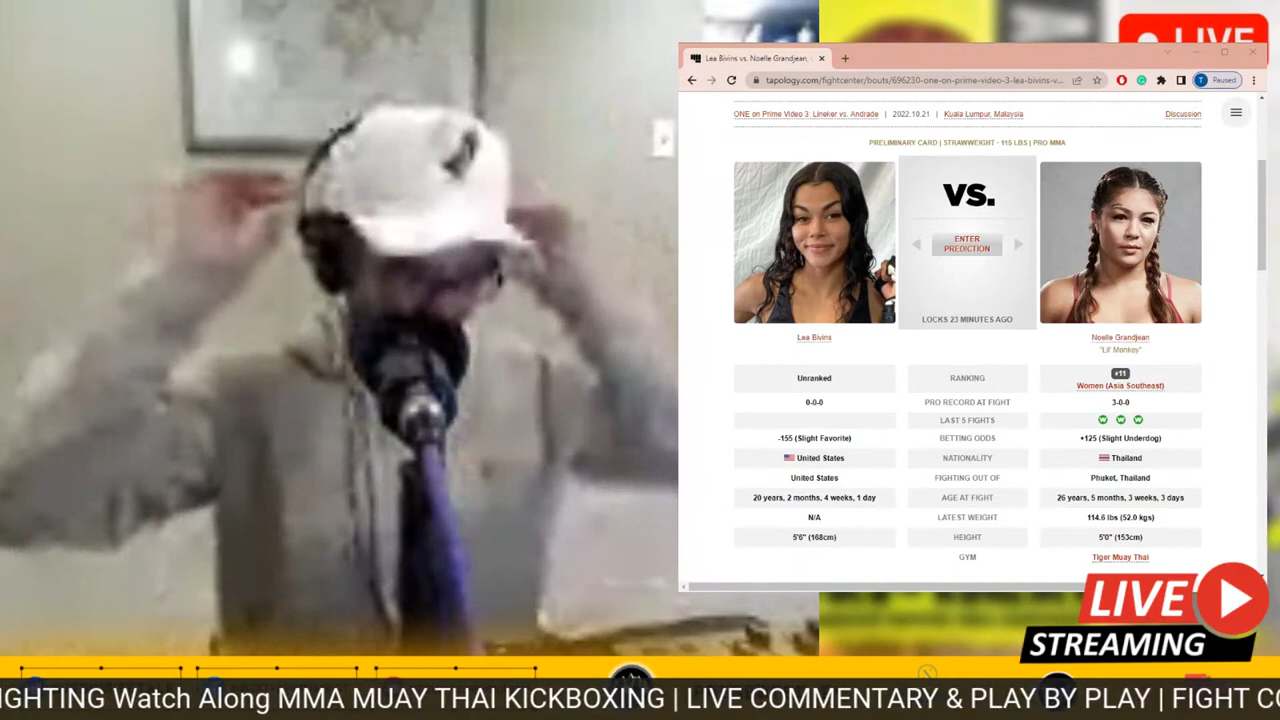 LIVE
Lea Bivins vs. Noelle Grandjean,
tapology.com/fightcenter/bouts/696230-one-on-prime-video-3-lea-bivins-v...
Paused
ONE on Prime Video 3: Lineker vs. Andrade | 2022.10.21 | Kuala Lumpur, Malaysia
Discussion
PRELIMINARY CARD | STRAWWEIGHT · 115 LBS | PRO MMA
VS.
ENTER
PREDICTION
LOCKS 23 MINUTES AGO
Lea Bivins
Noelle Grandjean
"Lil' Monkey"
Unranked RANKING #11
Women (Asia Southeast)
0-0-0 PRO RECORD AT FIGHT 3-0-0
LAST 5 FIGHTS W W W
-155 (Slight Favorite) BETTING ODDS +125 (Slight Underdog)
United States NATIONALITY Thailand
United States FIGHTING OUT OF Phuket, Thailand
20 years, 2 months, 4 weeks, 1 day AGE AT FIGHT 26 years, 5 months, 3 weeks, 3 days
N/A LATEST WEIGHT 114.6 lbs (52.0 kgs)
5'6" (168cm) HEIGHT 5'0" (153cm)
GYM Tiger Muay Thai
LIVE
STREAMING
IGHTING Watch Along MMA MUAY THAI KICKBOXING | LIVE COMMENTARY & PLAY BY PLAY | FIGHT CO